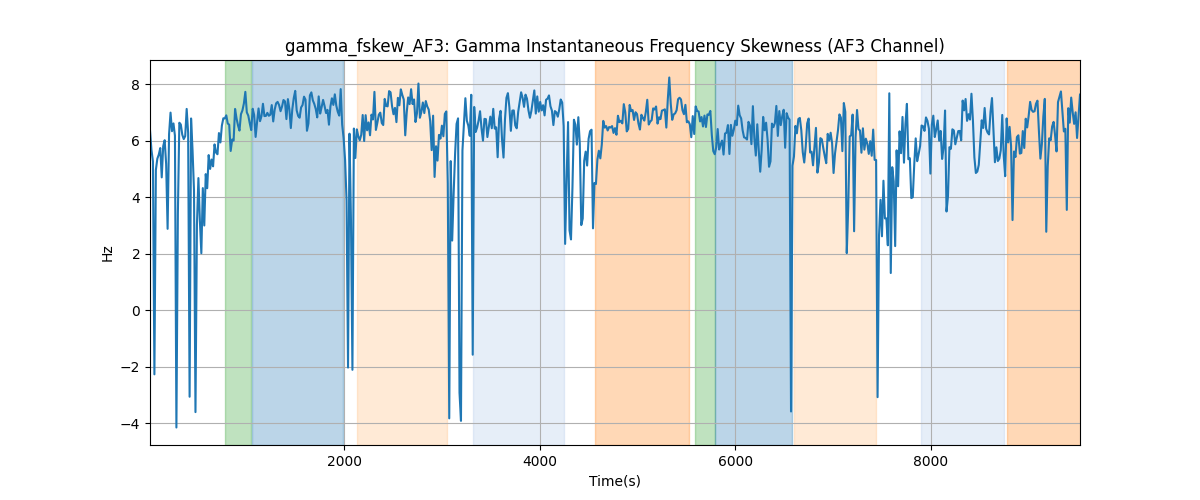 gamma_fskew_AF3: Gamma Instantaneous Frequency Skewness (AF3 Channel)
8
6
4
2
0
−2
−4
Hz
2000 4000 6000 8000
Time(s)